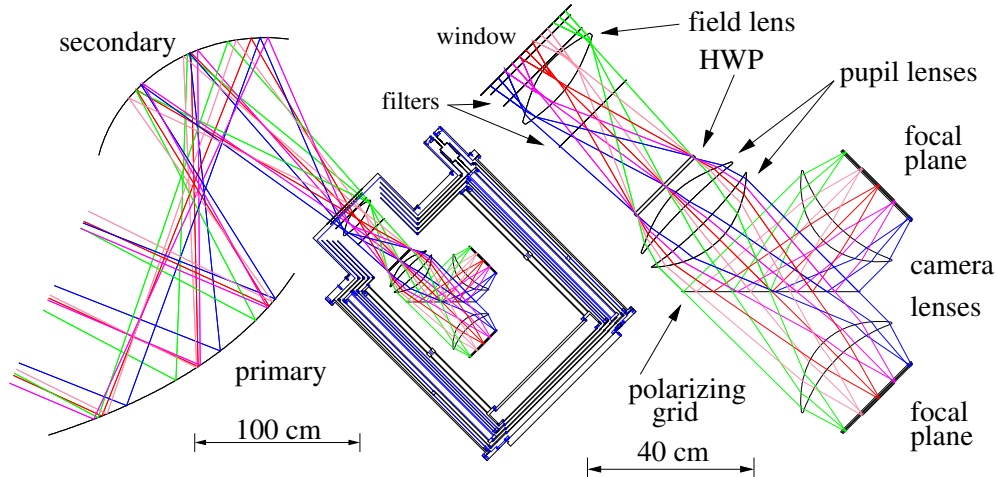 secondary
window
field lens
HWP
pupil lenses
filters
focal
plane
camera
lenses
primary
polarizing
grid
focal
plane
100 cm
40 cm